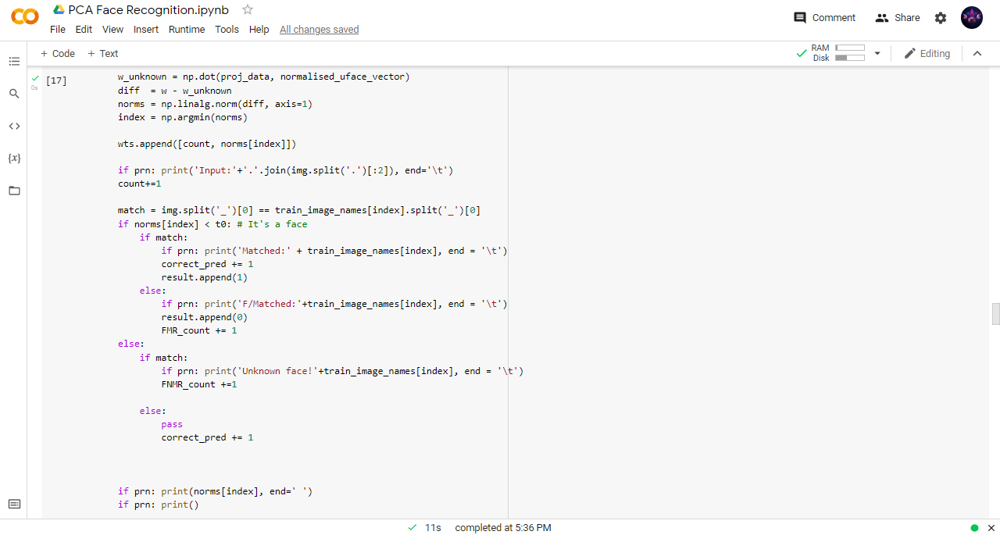 PCA Face Recognition.ipynb
Comment
Share
File Edit View Insert Runtime Tools Help All changes saved
+ Code + Text
RAM
Disk
Editing
0s
[17]
w_unknown = np.dot(proj_data, normalised_uface_vector)
diff  = w - w_unknown
norms = np.linalg.norm(diff, axis=1)
index = np.argmin(norms)
wts.append([count, norms[index]])
if prn: print('Input:'+'.'.join(img.split('.')[:2]), end='\t')
count+=1
match = img.split('_')[0] == train_image_names[index].split('_')[0]
if norms[index] < t0: # It's a face
if match:
if prn: print('Matched:' + train_image_names[index], end = '\t')
correct_pred += 1
result.append(1)
else:
if prn: print('F/Matched:'+train_image_names[index], end = '\t')
result.append(0)
FMR_count += 1
else:
if match:
if prn: print('Unknown face!'+train_image_names[index], end = '\t')
FNMR_count +=1
else:
pass
correct_pred += 1
if prn: print(norms[index], end=' ')
if prn: print()
{x}
11s completed at 5:36 PM